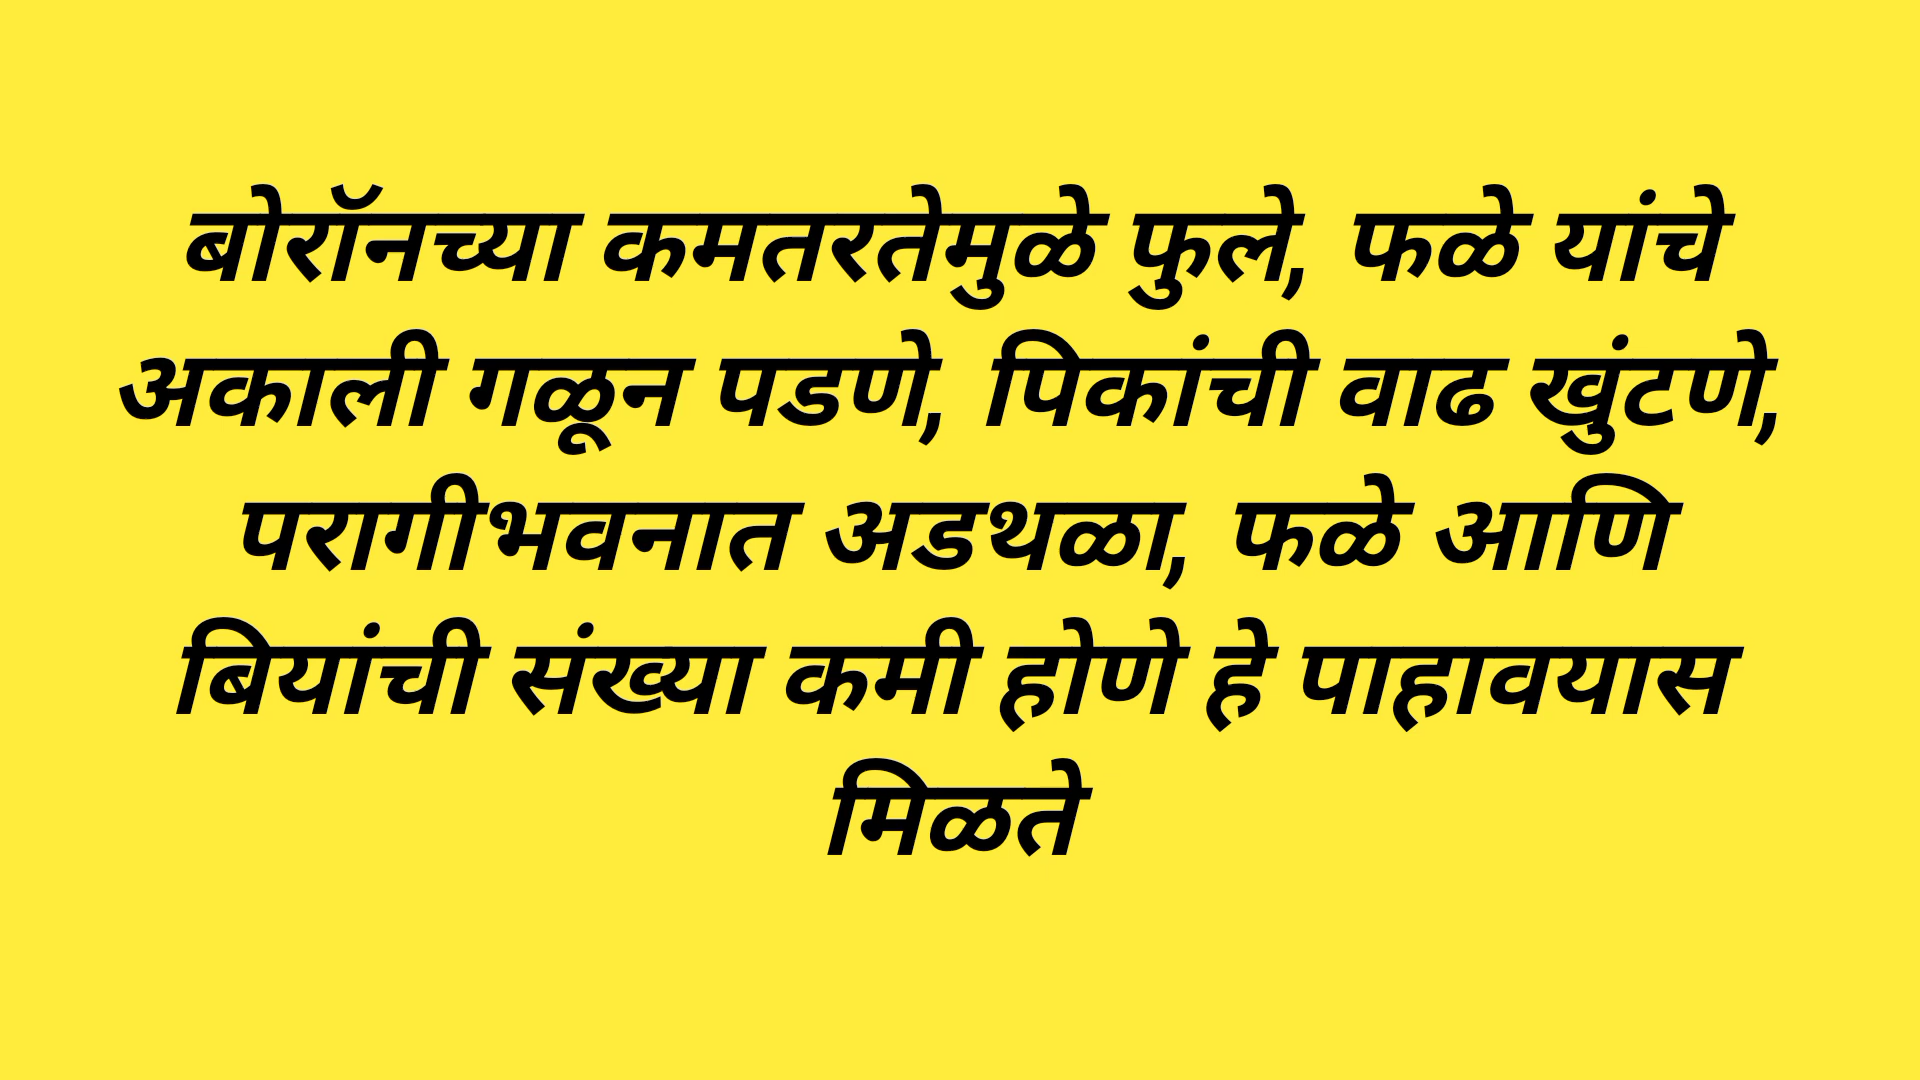 बोरॉनच्या कमतरतेमुळे फुले, फळे यांचे
अकाली गळून पडणे, पिकांची वाढ खुंटणे,
परागीभवनात अडथळा, फळे आणि
बियांची संख्या कमी होणे हे पाहावयास
मिळते